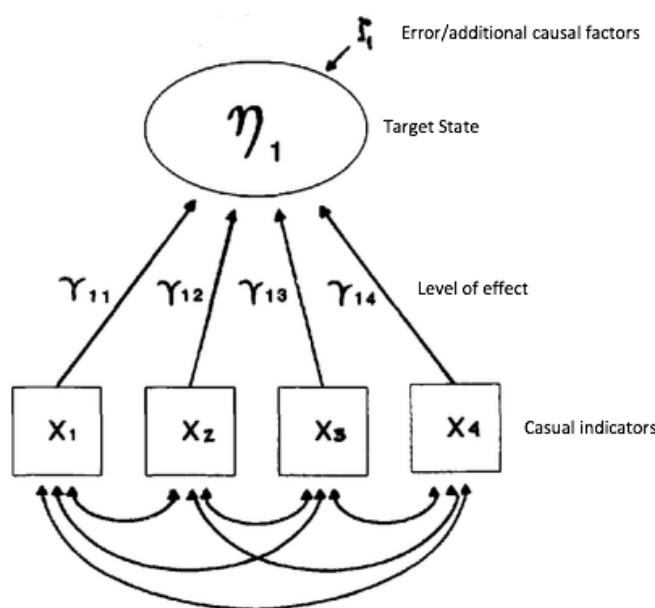 ζ₁ Error/additional causal factors
η₁ Target State
γ₁₁ γ₁₂ γ₁₃ γ₁₄ Level of effect
X₁ X₂ X₃ X₄ Casual indicators